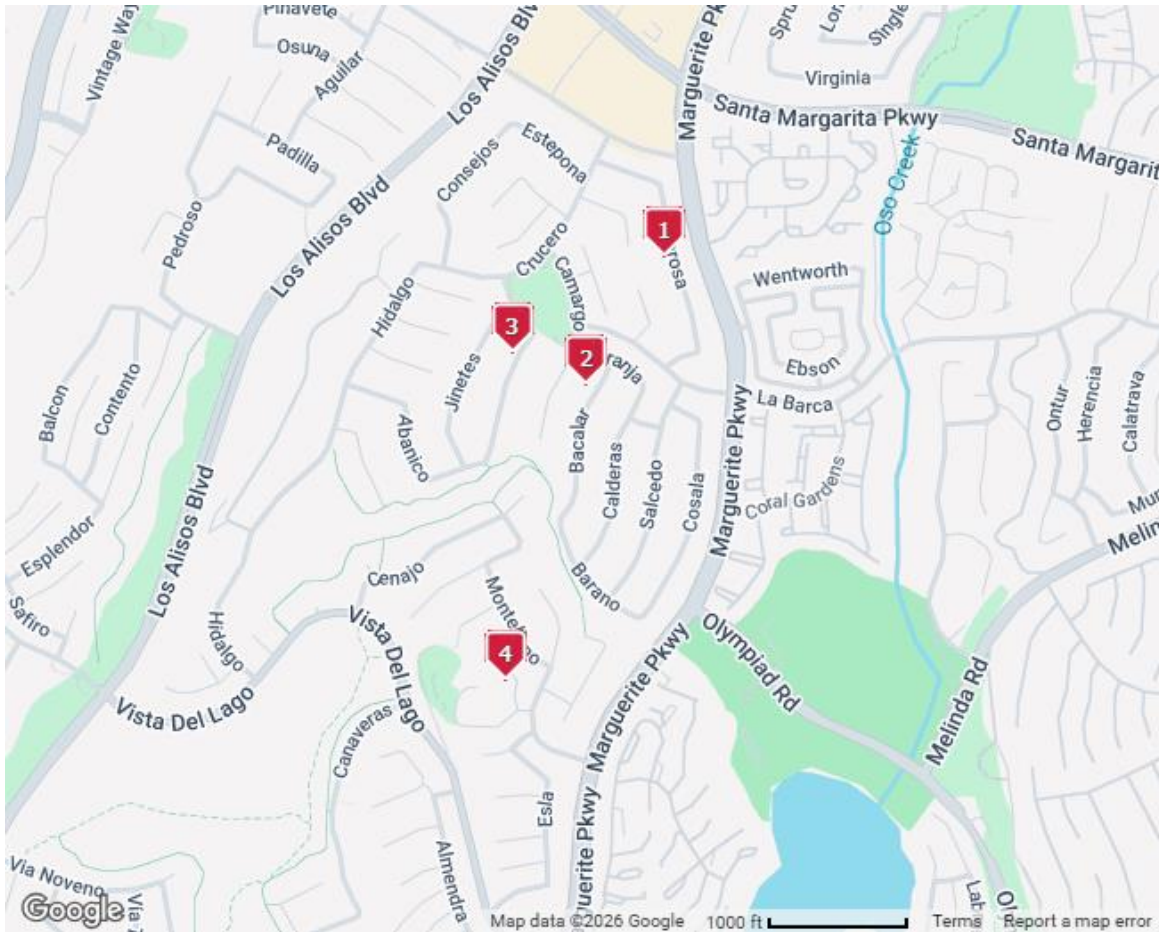 Pinavete
Osuna
Vintage Way
Aguilar
Los Alisos Blvd
Marguerite Pkwy
Virginia
Santa Margarita Pkwy
Santa Margarit
Padilla
Consejos
Estepona
Oso Creek
Pedroso
Los Alisos Blvd
Crucero
Camargo
1
rosa
Wentworth
Hidalgo
3
2
ranja
Jinetes
Ebson
La Barca
Balcon
Contento
Abanico
Bacalar
Calderas
Salcedo
Cosala
Marguerite Pkwy
Coral Gardens
Ontur
Herencia
Calatrava
Los Alisos Blvd
Esplendor
Safiro
Cenajo
Barano
Hidalgo
Vista Del Lago
Vista Del Lago
4
Olympiad Rd
Melinda Rd
Marguerite Pkwy
Canaveras
Esla
Almendra
Via Noveno
Google
Map data ©2026 Google
1000 ft
Terms
Report a map error